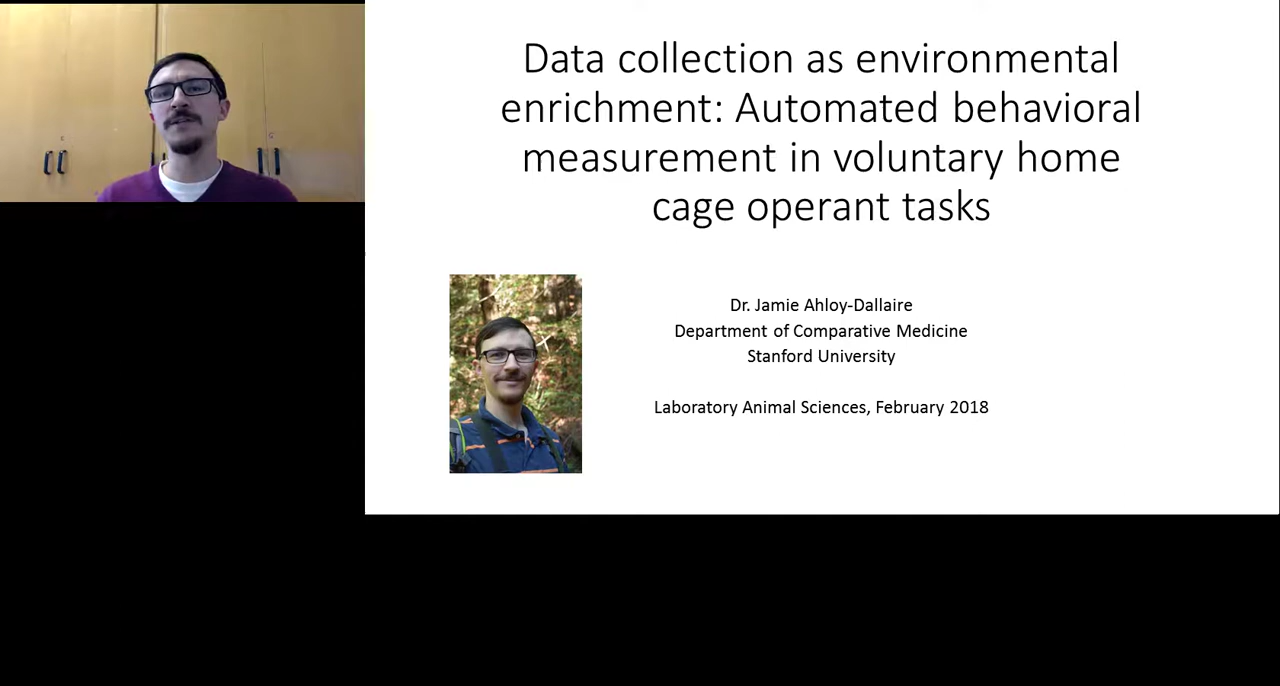 Data collection as environmental
enrichment: Automated behavioral
measurement in voluntary home
cage operant tasks
Dr. Jamie Ahloy-Dallaire
Department of Comparative Medicine
Stanford University
Laboratory Animal Sciences, February 2018